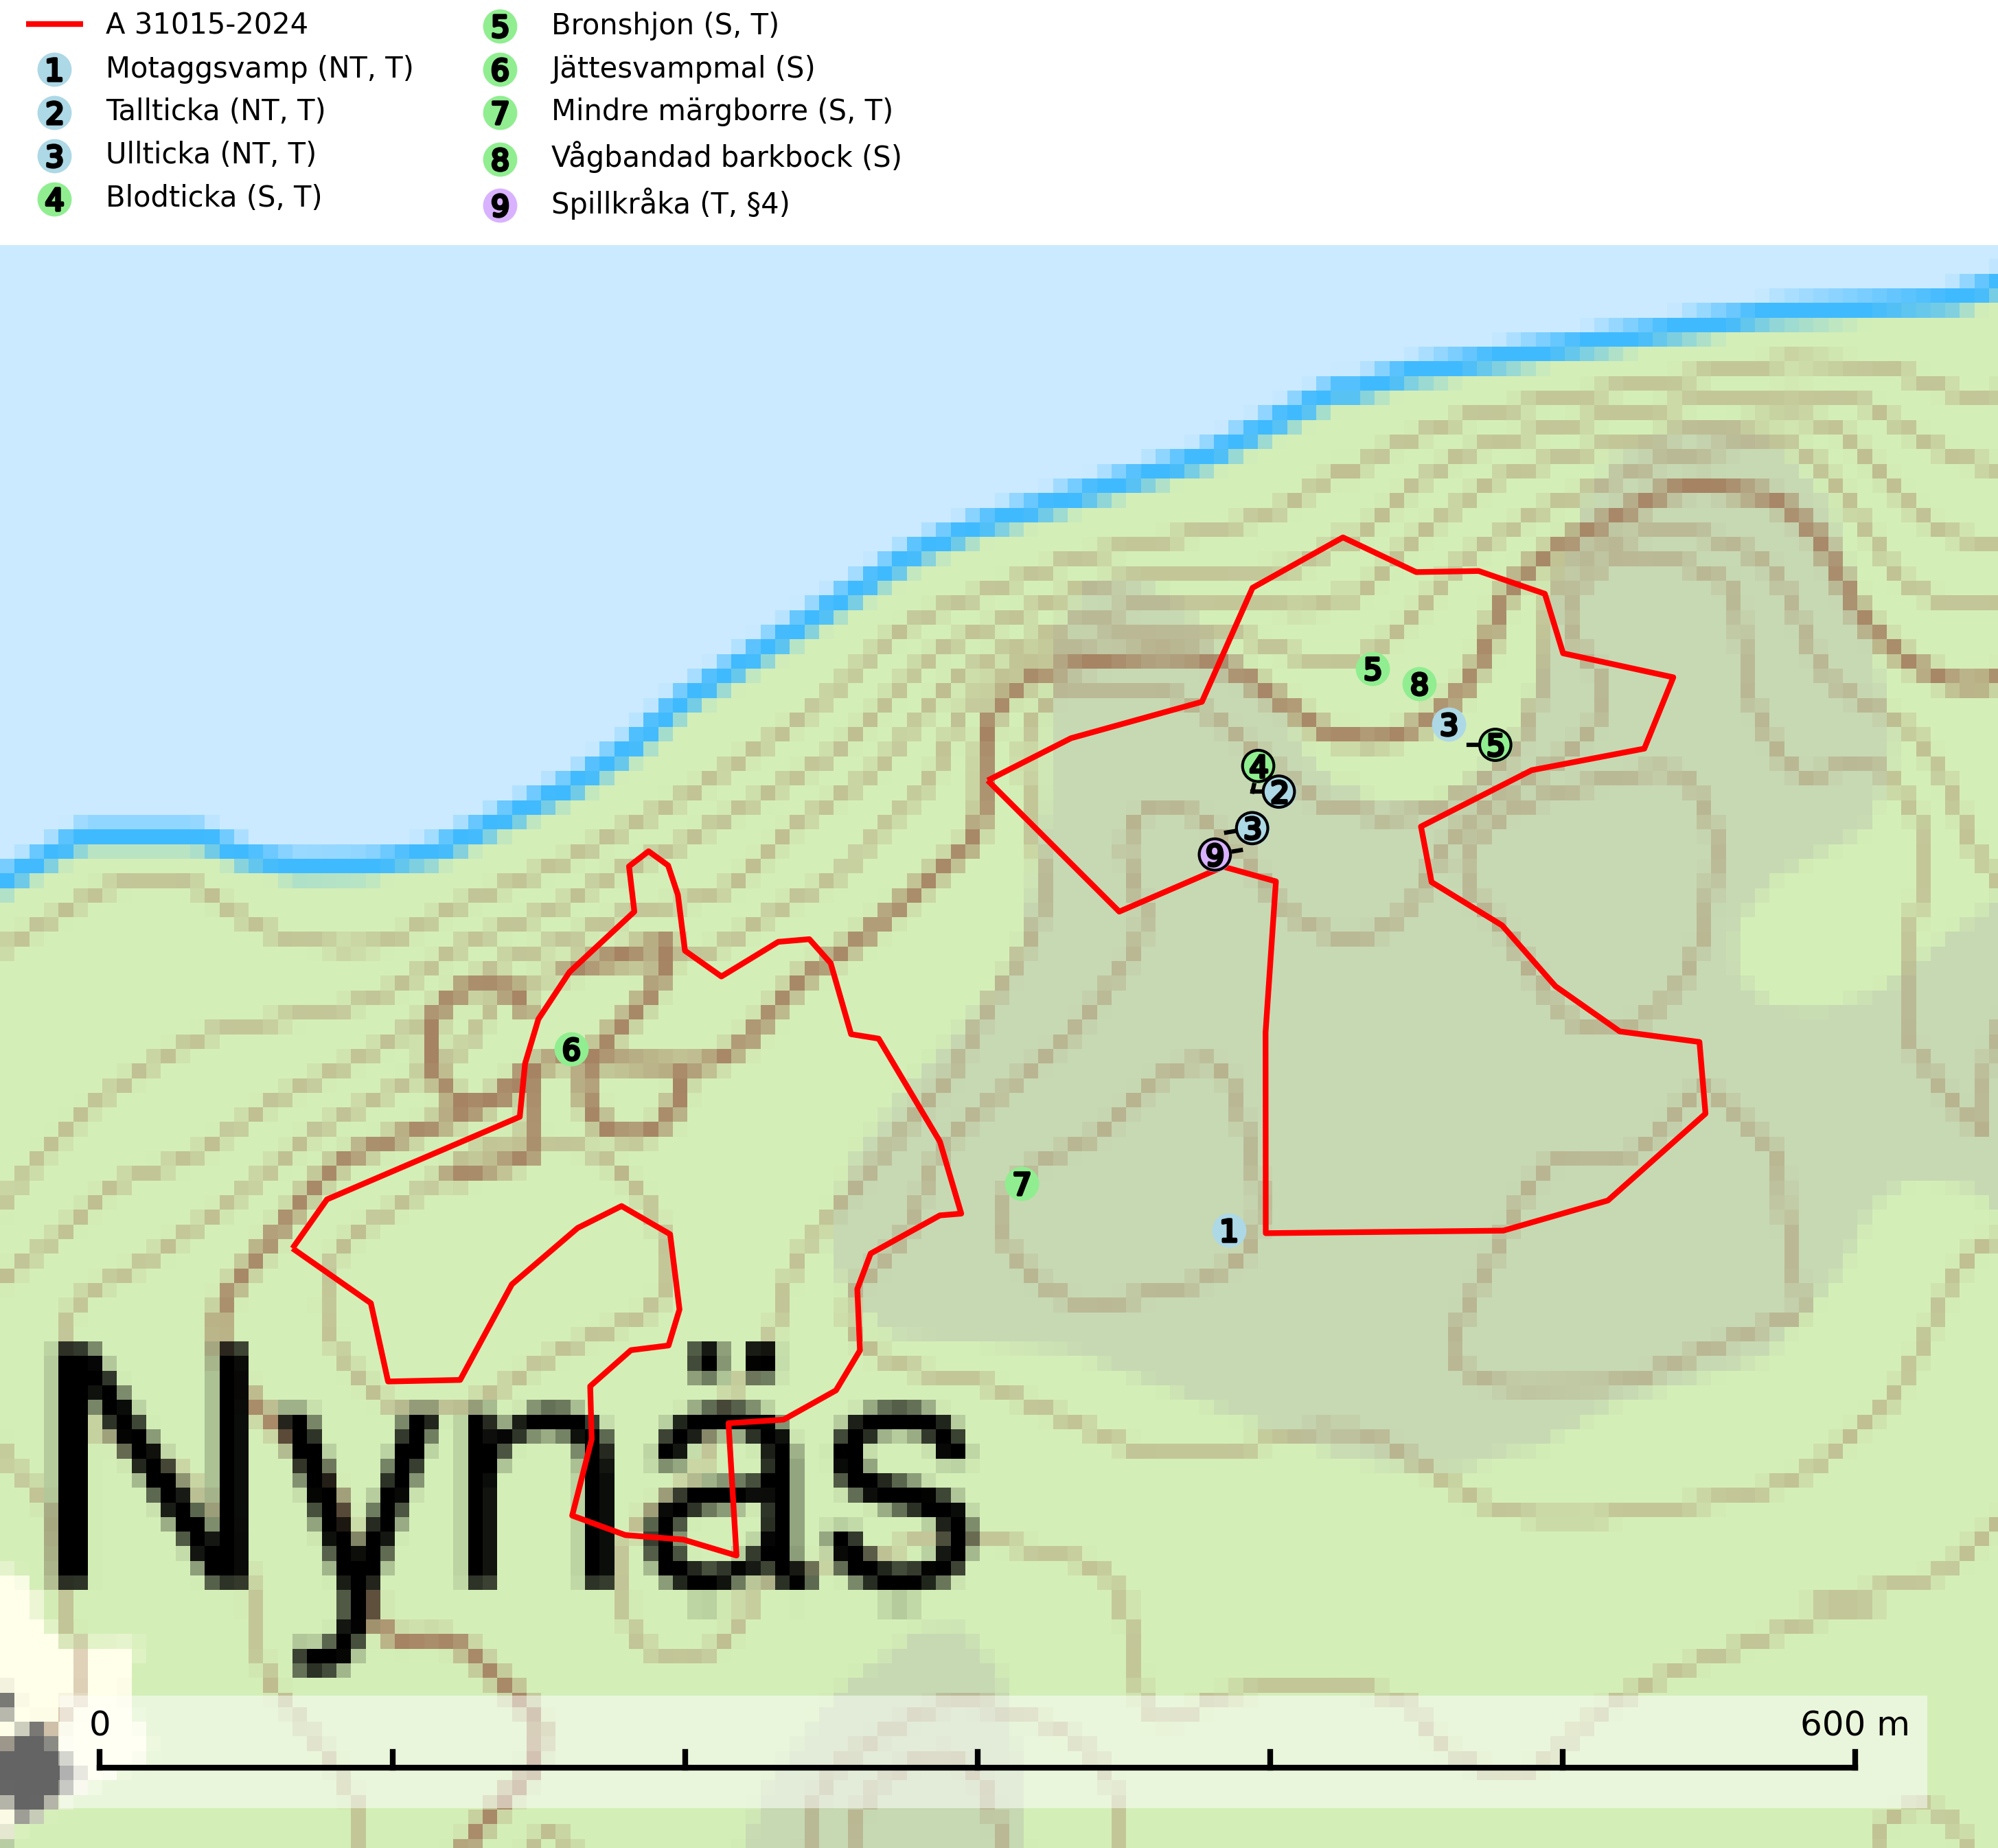 A 31015-2024
1 Motaggsvamp (NT, T)
2 Tallticka (NT, T)
3 Ullticka (NT, T)
4 Blodticka (S, T)
5 Bronshjon (S, T)
6 Jättesvampmal (S)
7 Mindre märgborre (S, T)
8 Vågbandad barkbock (S)
9 Spillkråka (T, §4)
5
8
3
5
4
2
3
9
6
7
1
Nynäs
0 600 m